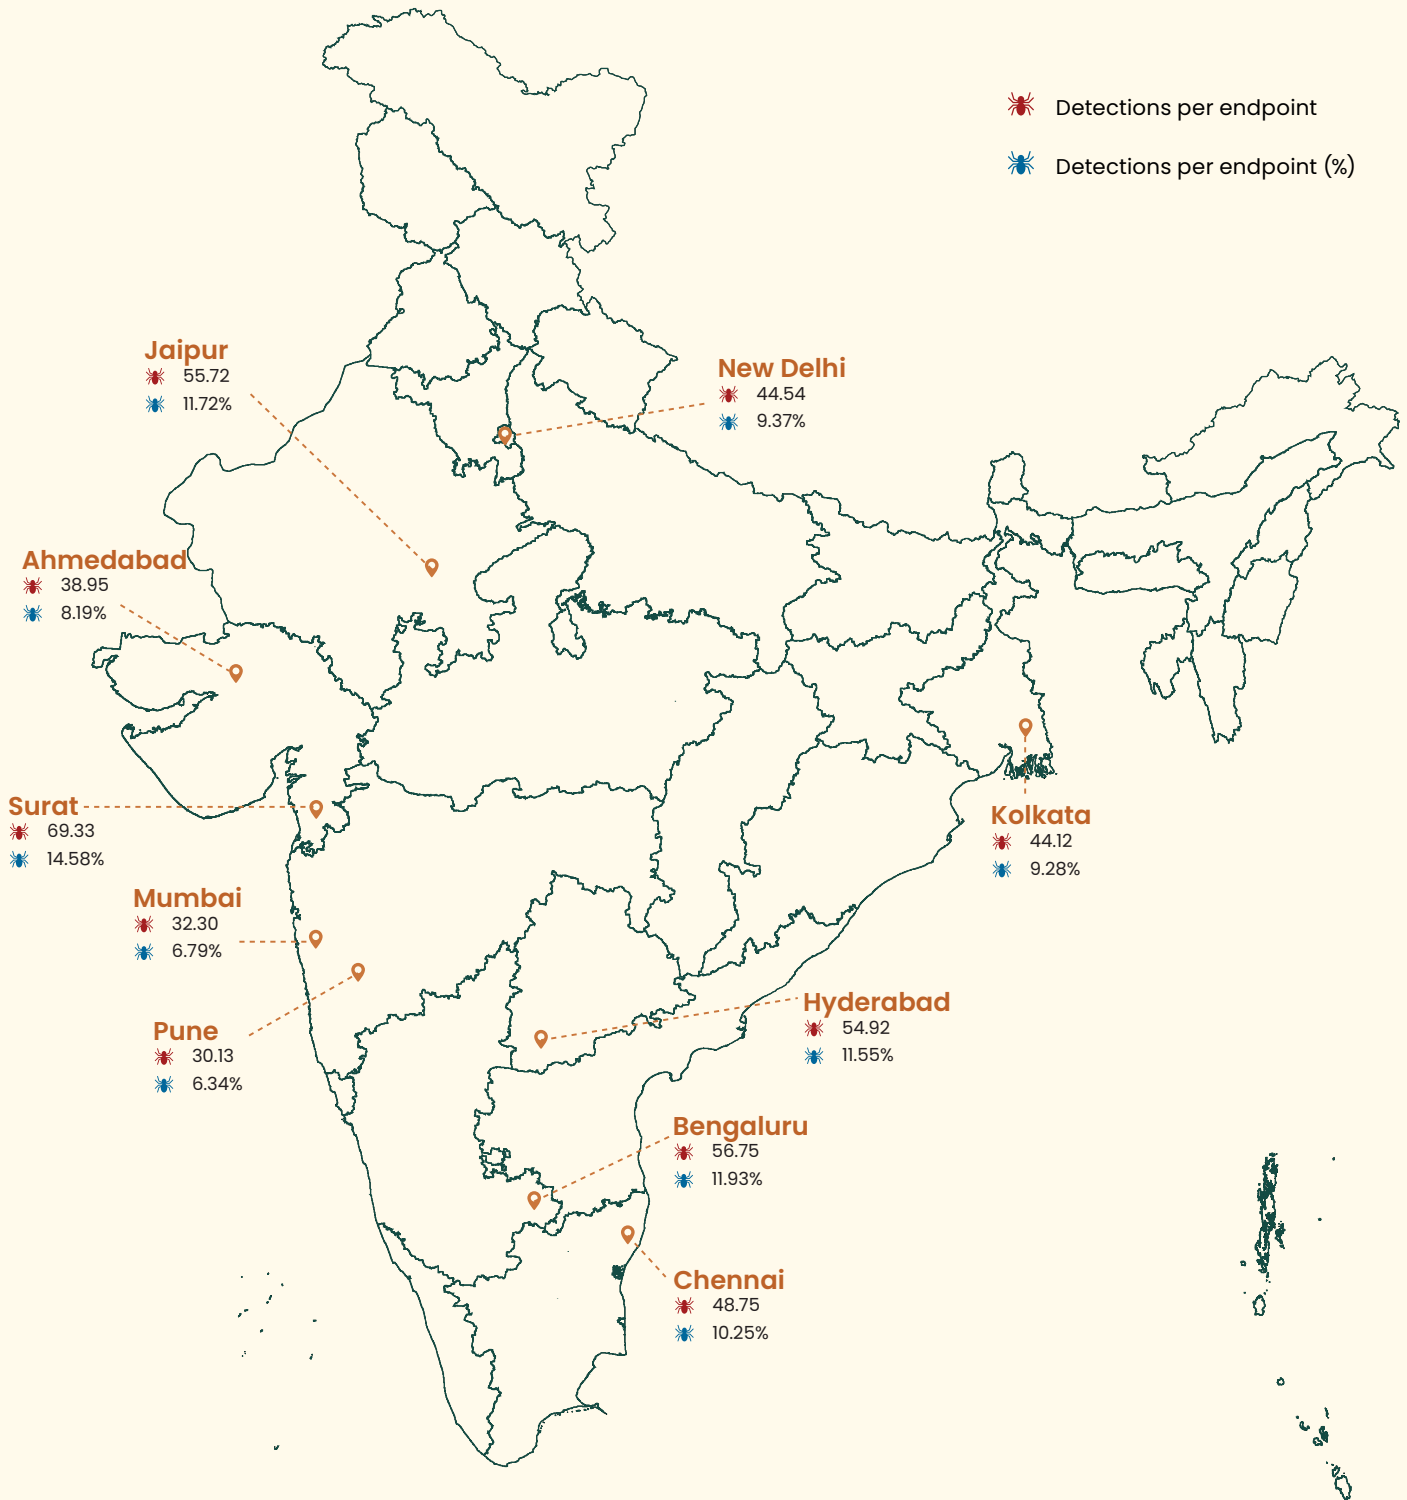 Detections per endpoint
Detections per endpoint (%)
Jaipur
55.72
11.72%
New Delhi
44.54
9.37%
Ahmedabad
38.95
8.19%
Surat
69.33
14.58%
Kolkata
44.12
9.28%
Mumbai
32.30
6.79%
Pune
30.13
6.34%
Hyderabad
54.92
11.55%
Bengaluru
56.75
11.93%
Chennai
48.75
10.25%